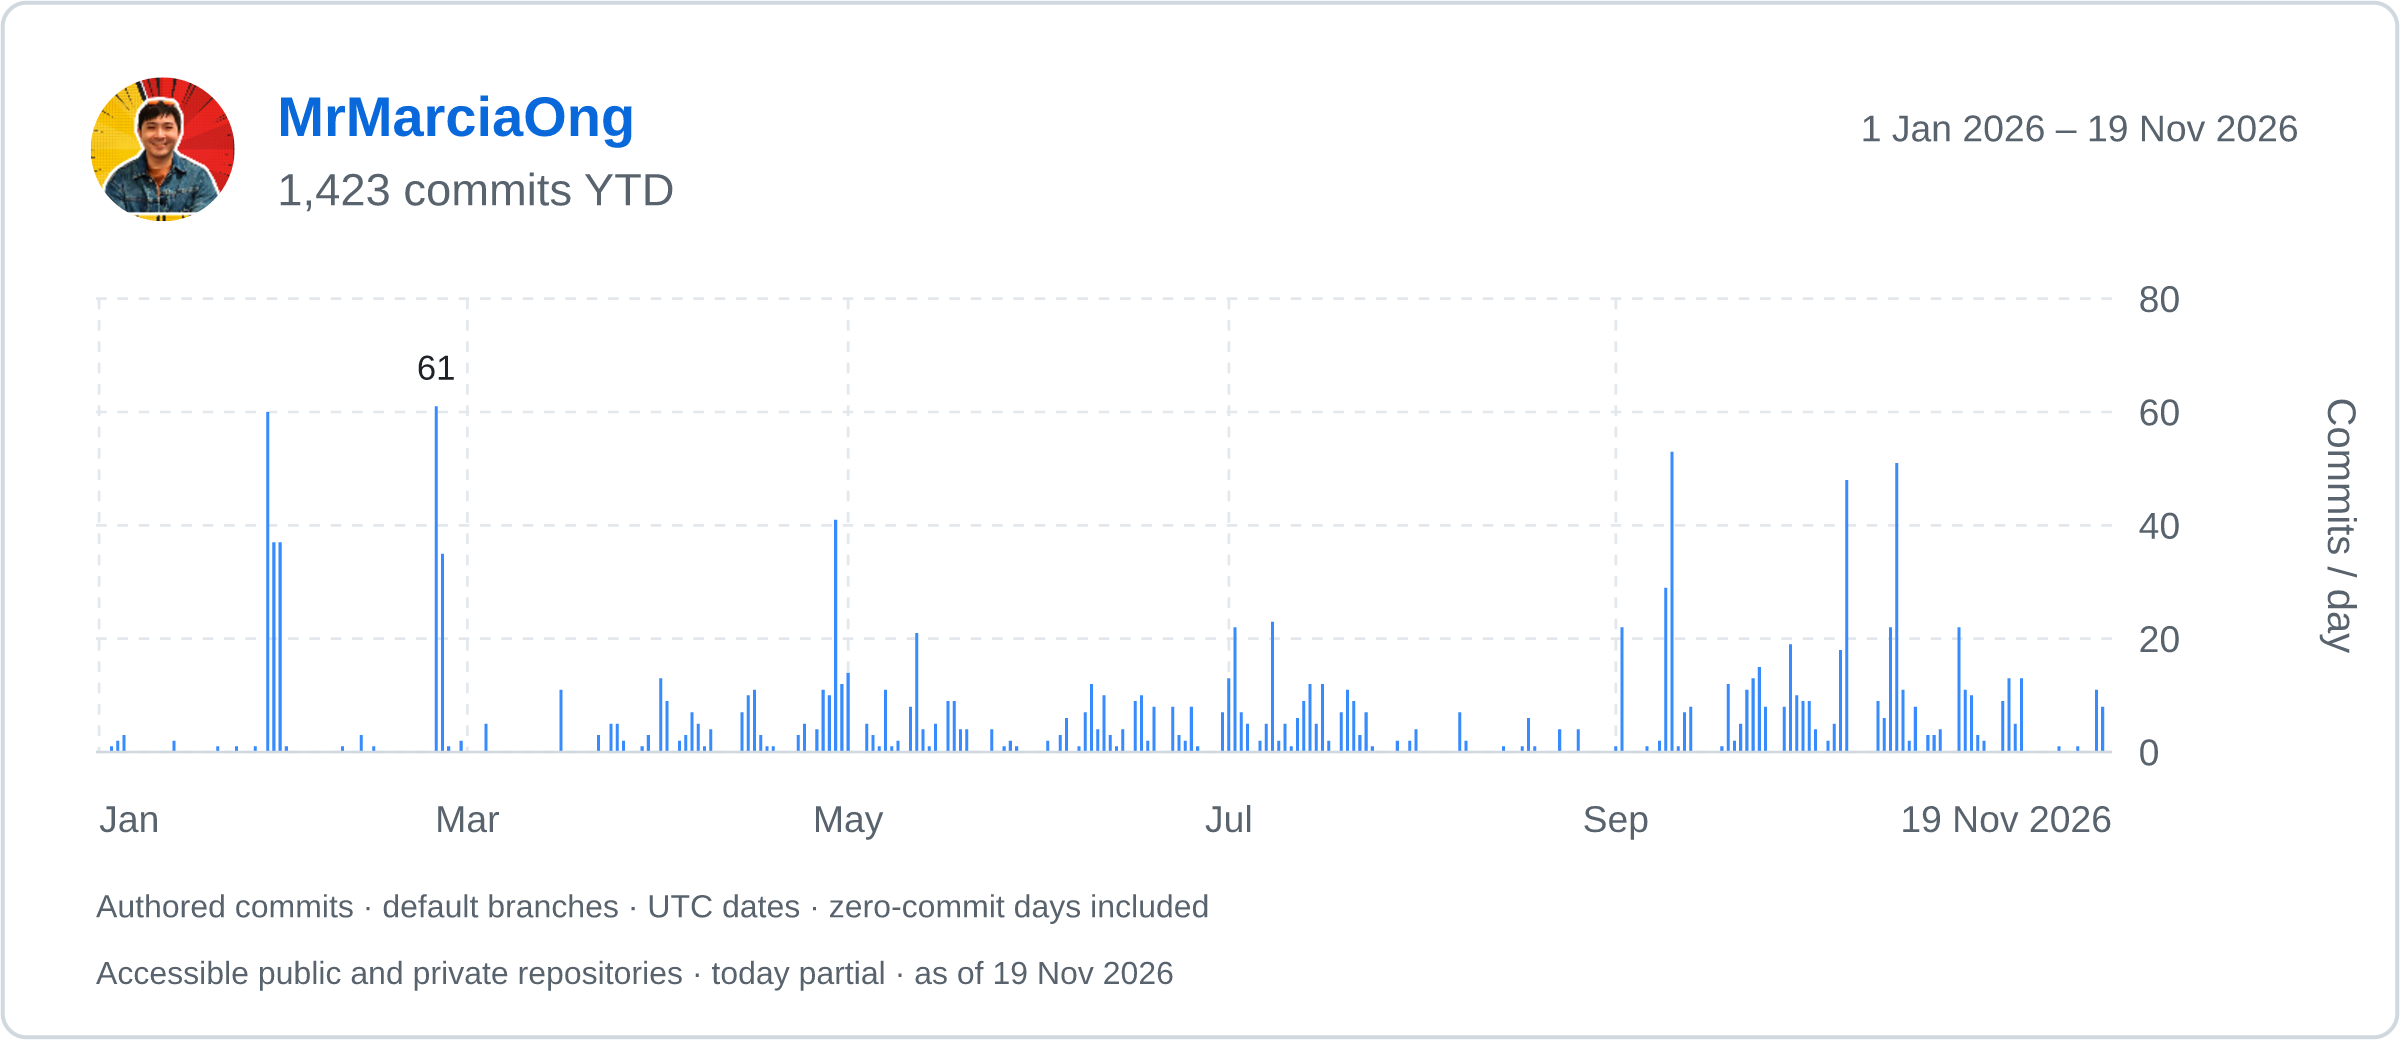 MrMarciaOng
1,423 commits YTD
1 Jan 2026 – 19 Nov 2026
80
61
60
40
20
0
Commits / day
Jan
Mar
May
Jul
Sep
19 Nov 2026
Authored commits · default branches · UTC dates · zero-commit days included
Accessible public and private repositories · today partial · as of 19 Nov 2026